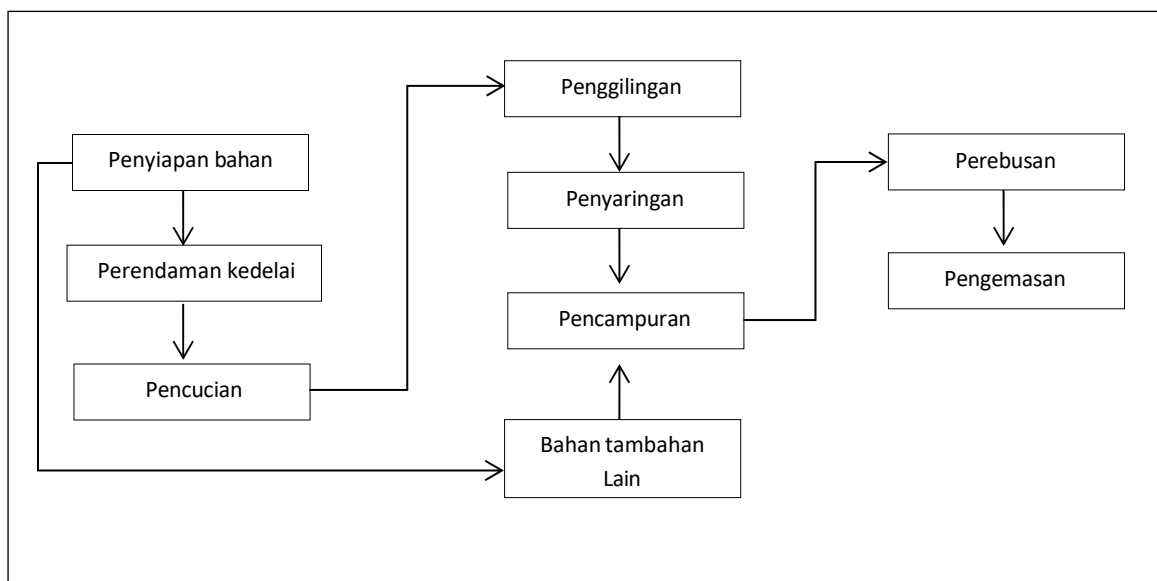 Penyiapan bahan
Perendaman kedelai
Pencucian
Penggilingan
Penyaringan
Pencampuran
Bahan tambahan
Lain
Perebusan
Pengemasan